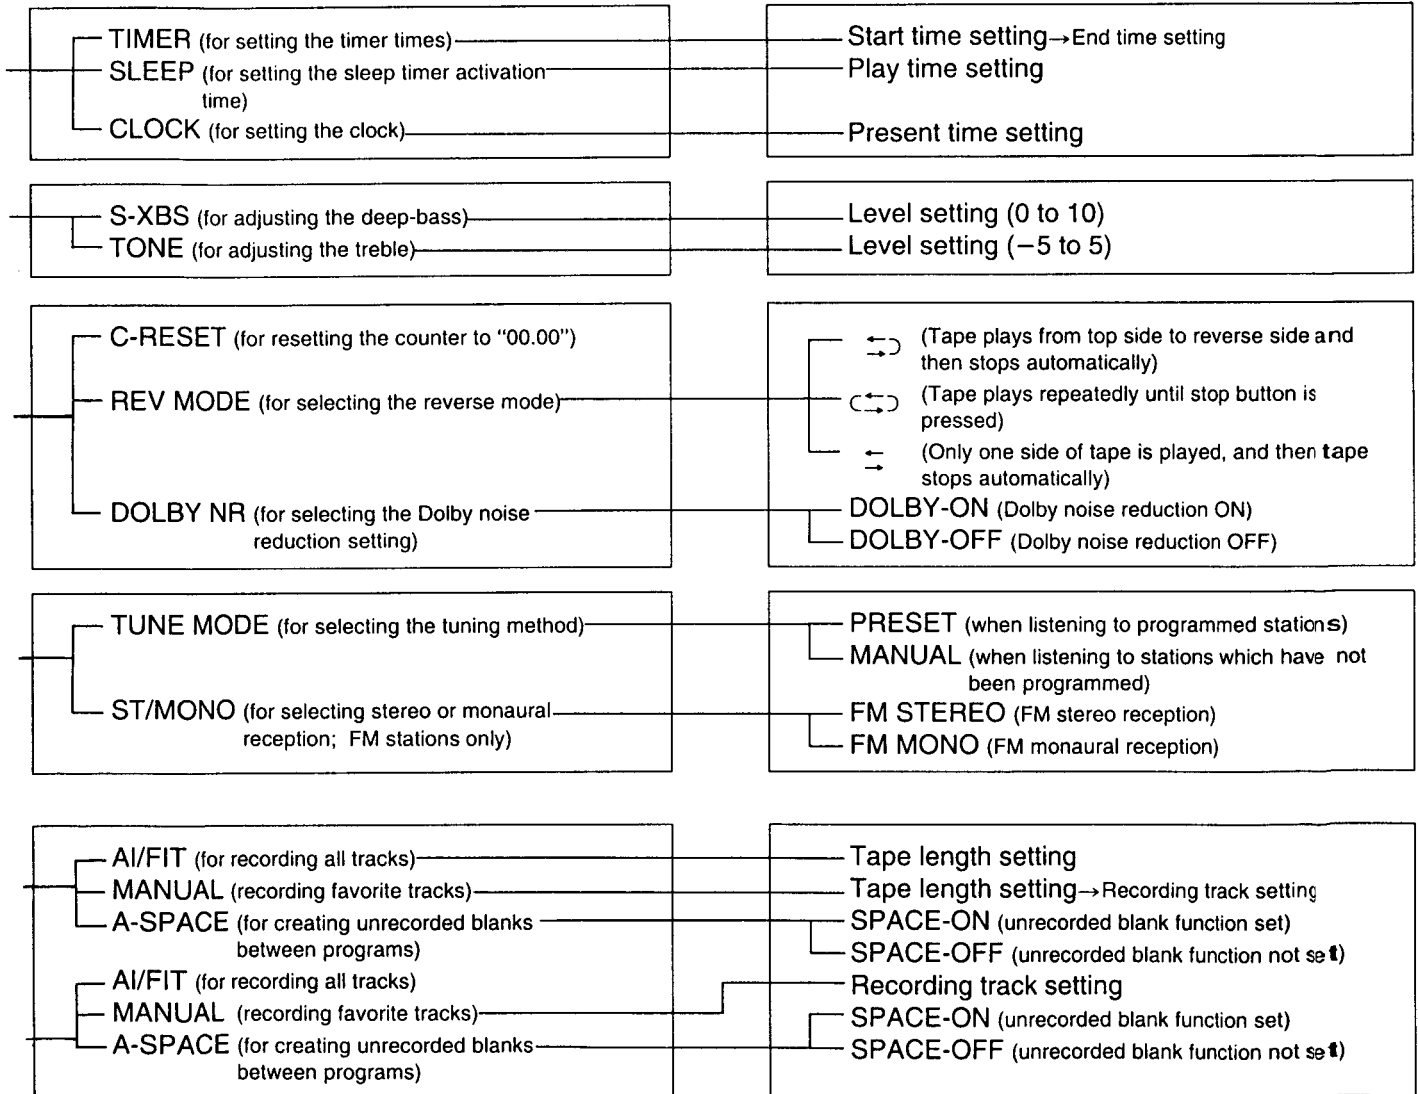 TIMER (for setting the timer times) Start time setting→End time setting
SLEEP (for setting the sleep timer activation Play time setting
time)
CLOCK (for setting the clock) Present time setting
S-XBS (for adjusting the deep-bass) Level setting (0 to 10)
TONE (for adjusting the treble) Level setting (−5 to 5)
C-RESET (for resetting the counter to "00.00") (Tape plays from top side to reverse side and
then stops automatically)
REV MODE (for selecting the reverse mode) (Tape plays repeatedly until stop button is
pressed)
(Only one side of tape is played, and then tape
stops automatically)
DOLBY NR (for selecting the Dolby noise DOLBY-ON (Dolby noise reduction ON)
reduction setting) DOLBY-OFF (Dolby noise reduction OFF)
TUNE MODE (for selecting the tuning method) PRESET (when listening to programmed stations)
MANUAL (when listening to stations which have not
been programmed)
ST/MONO (for selecting stereo or monaural FM STEREO (FM stereo reception)
reception; FM stations only) FM MONO (FM monaural reception)
AI/FIT (for recording all tracks) Tape length setting
MANUAL (recording favorite tracks) Tape length setting→Recording track setting
A-SPACE (for creating unrecorded blanks SPACE-ON (unrecorded blank function set)
between programs) SPACE-OFF (unrecorded blank function not set)
AI/FIT (for recording all tracks) Recording track setting
MANUAL (recording favorite tracks) SPACE-ON (unrecorded blank function set)
A-SPACE (for creating unrecorded blanks SPACE-OFF (unrecorded blank function not set)
between programs)